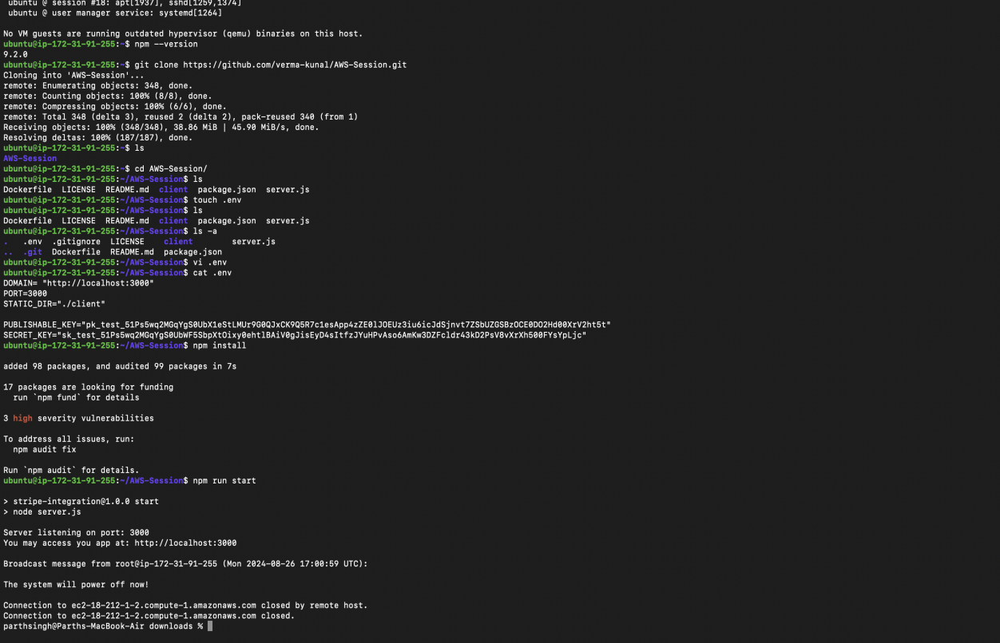 ubuntu @ session #18: apt[1937], sshd[1259,1374]
ubuntu @ user manager service: systemd[1264]
No VM guests are running outdated hypervisor (qemu) binaries on this host.
ubuntu@ip-172-31-91-255:~$ npm --version
9.2.0
ubuntu@ip-172-31-91-255:~$ git clone https://github.com/verma-kunal/AWS-Session.git
Cloning into 'AWS-Session'...
remote: Enumerating objects: 348, done.
remote: Counting objects: 100% (8/8), done.
remote: Compressing objects: 100% (6/6), done.
remote: Total 348 (delta 3), reused 2 (delta 2), pack-reused 340 (from 1)
Receiving objects: 100% (348/348), 38.86 MiB | 45.90 MiB/s, done.
Resolving deltas: 100% (187/187), done.
ubuntu@ip-172-31-91-255:~$ ls
AWS-Session
ubuntu@ip-172-31-91-255:~$ cd AWS-Session/
ubuntu@ip-172-31-91-255:~/AWS-Session$ ls
Dockerfile  LICENSE  README.md  client  package.json  server.js
ubuntu@ip-172-31-91-255:~/AWS-Session$ touch .env
ubuntu@ip-172-31-91-255:~/AWS-Session$ ls
Dockerfile  LICENSE  README.md  client  package.json  server.js
ubuntu@ip-172-31-91-255:~/AWS-Session$ ls -a
.   .env  .gitignore  LICENSE    client        server.js
..  .git  Dockerfile  README.md  package.json
ubuntu@ip-172-31-91-255:~/AWS-Session$ vi .env
ubuntu@ip-172-31-91-255:~/AWS-Session$ cat .env
DOMAIN= "http://localhost:3000"
PORT=3000
STATIC_DIR="./client"
PUBLISHABLE_KEY="pk_test_51Ps5wq2MGqYgS0UbX1eStLMUr9G0QJxCK9Q5R7c1esApp4zZE0lJOEUz3iu6icJdSjnvt7ZSbUZGSBzOCE0DO2Hd00XrV2ht5t"
SECRET_KEY="sk_test_51Ps5wq2MGqYgS0UbWF5SbpXtOixy0ehtlBAiV0gJisEyD4sItfzJYuHPvAso6AmKw3DZFcldr43kD2PsV8vXrXh500FYsYpLjc"
ubuntu@ip-172-31-91-255:~/AWS-Session$ npm install
added 98 packages, and audited 99 packages in 7s
17 packages are looking for funding
run `npm fund` for details
3 high severity vulnerabilities
To address all issues, run:
npm audit fix
Run `npm audit` for details.
ubuntu@ip-172-31-91-255:~/AWS-Session$ npm run start
> stripe-integration@1.0.0 start
> node server.js
Server listening on port: 3000
You may access you app at: http://localhost:3000
Broadcast message from root@ip-172-31-91-255 (Mon 2024-08-26 17:00:59 UTC):
The system will power off now!
Connection to ec2-18-212-1-2.compute-1.amazonaws.com closed by remote host.
Connection to ec2-18-212-1-2.compute-1.amazonaws.com closed.
parthsingh@Parths-MacBook-Air downloads %